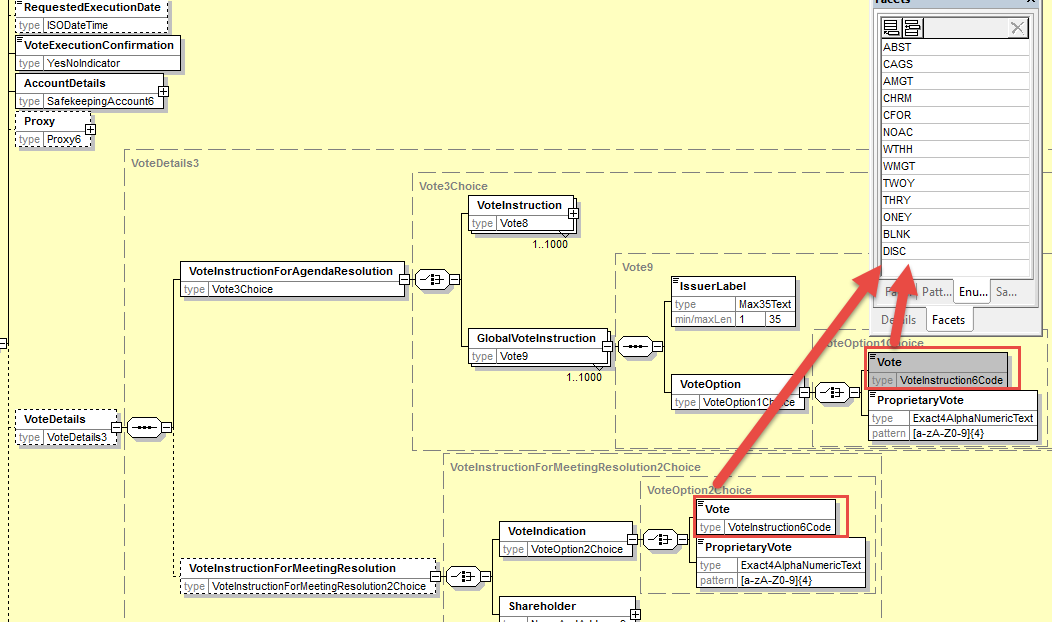 RequestedExecutionDate
type ISODateTime
VoteExecutionConfirmation
type YesNoIndicator
AccountDetails
type SafekeepingAccount6
Proxy
type Proxy6
VoteDetails3
Vote3Choice
VoteInstruction
type Vote8
1..1000
VoteInstructionForAgendaResolution
type Vote3Choice
GlobalVoteInstruction
type Vote9
1..1000
Vote9
IssuerLabel
type Max35Text
min/maxLen 1 35
VoteOption
type VoteOption1Choice
VoteOption1Choice
Vote
type VoteInstruction6Code
ProprietaryVote
type Exact4AlphaNumericText
pattern [a-zA-Z0-9]{4}
Facets
ABST
CAGS
AMGT
CHRM
CFOR
NOAC
WTHH
WMGT
TWOY
THRY
ONEY
BLNK
DISC
Patt... Enu... Sa...
Details Facets
VoteDetails
type VoteDetails3
VoteInstructionForMeetingResolution2Choice
VoteOption2Choice
Vote
type VoteInstruction6Code
ProprietaryVote
type Exact4AlphaNumericText
pattern [a-zA-Z0-9]{4}
VoteIndication
type VoteOption2Choice
VoteInstructionForMeetingResolution
type VoteInstructionForMeetingResolution2Choice
Shareholder